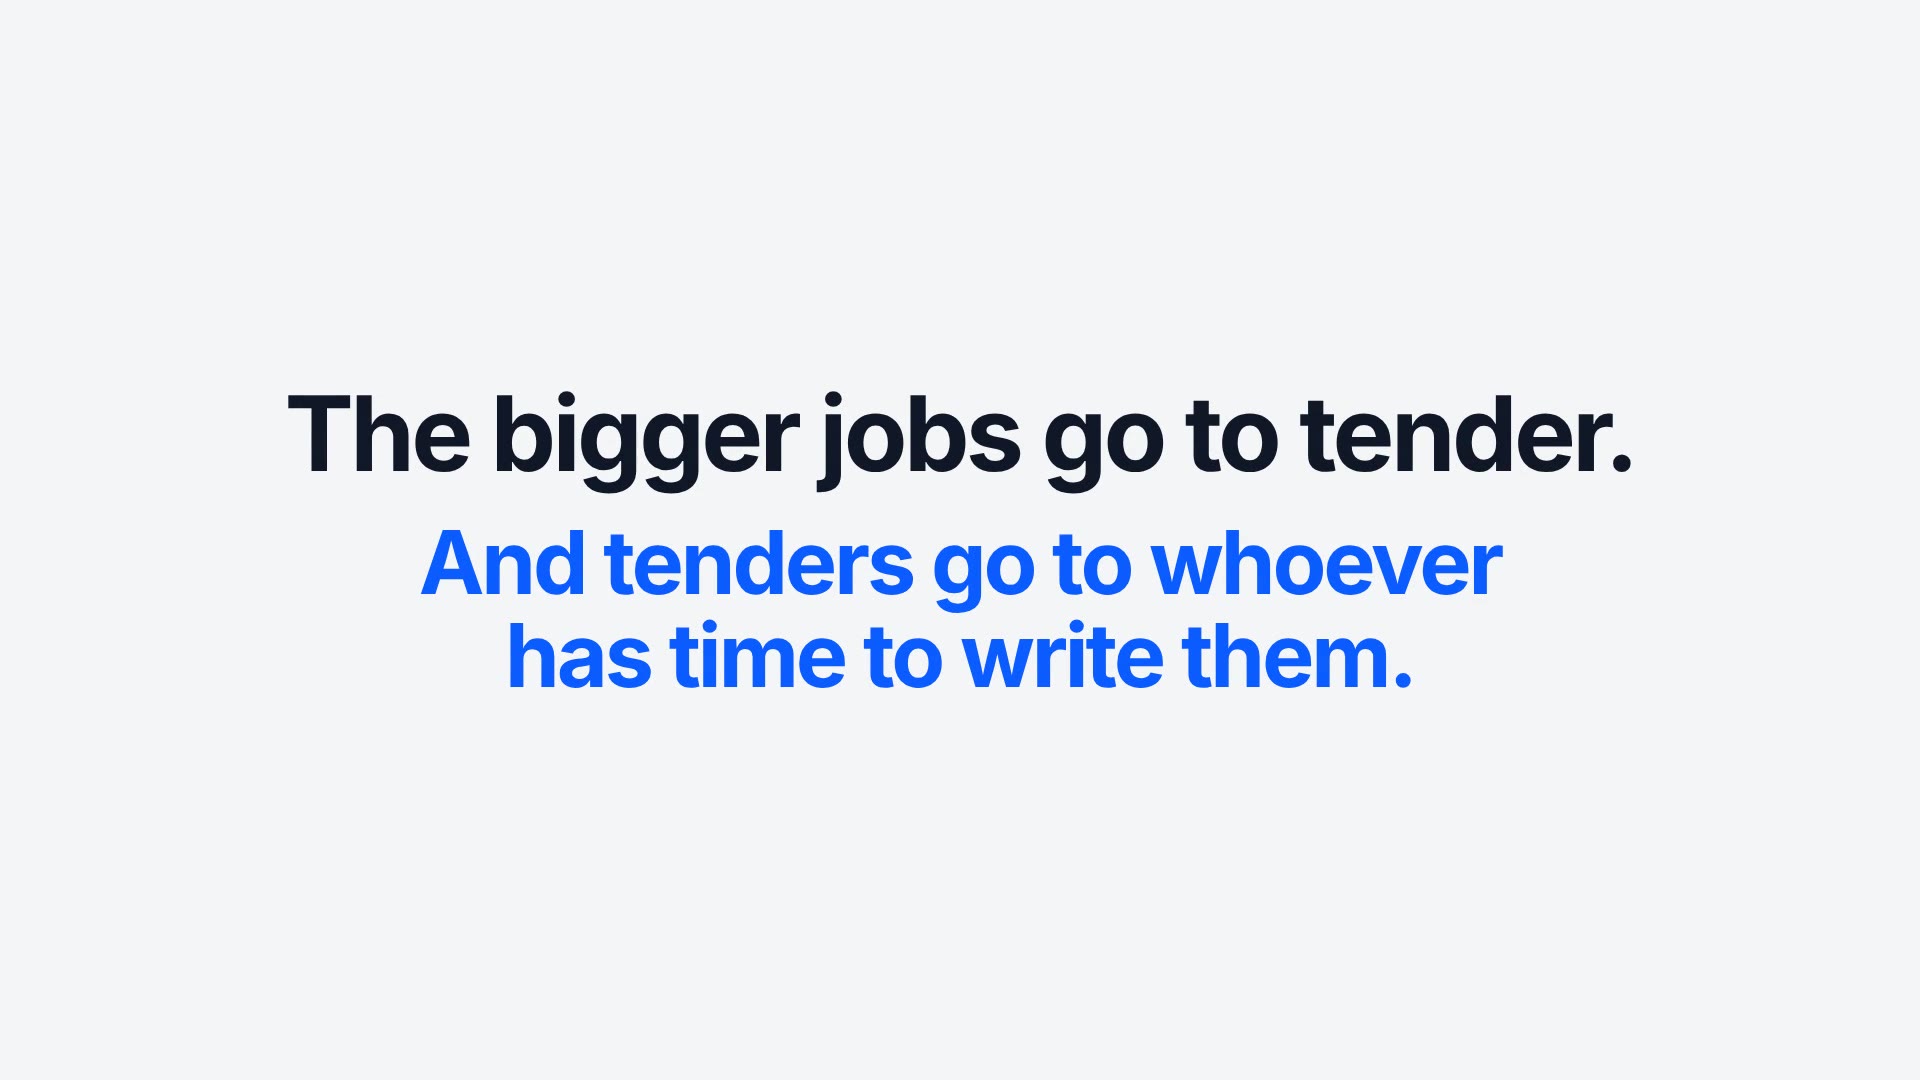 The bigger jobs go to tender.
And tenders go to whoever
has time to write them.